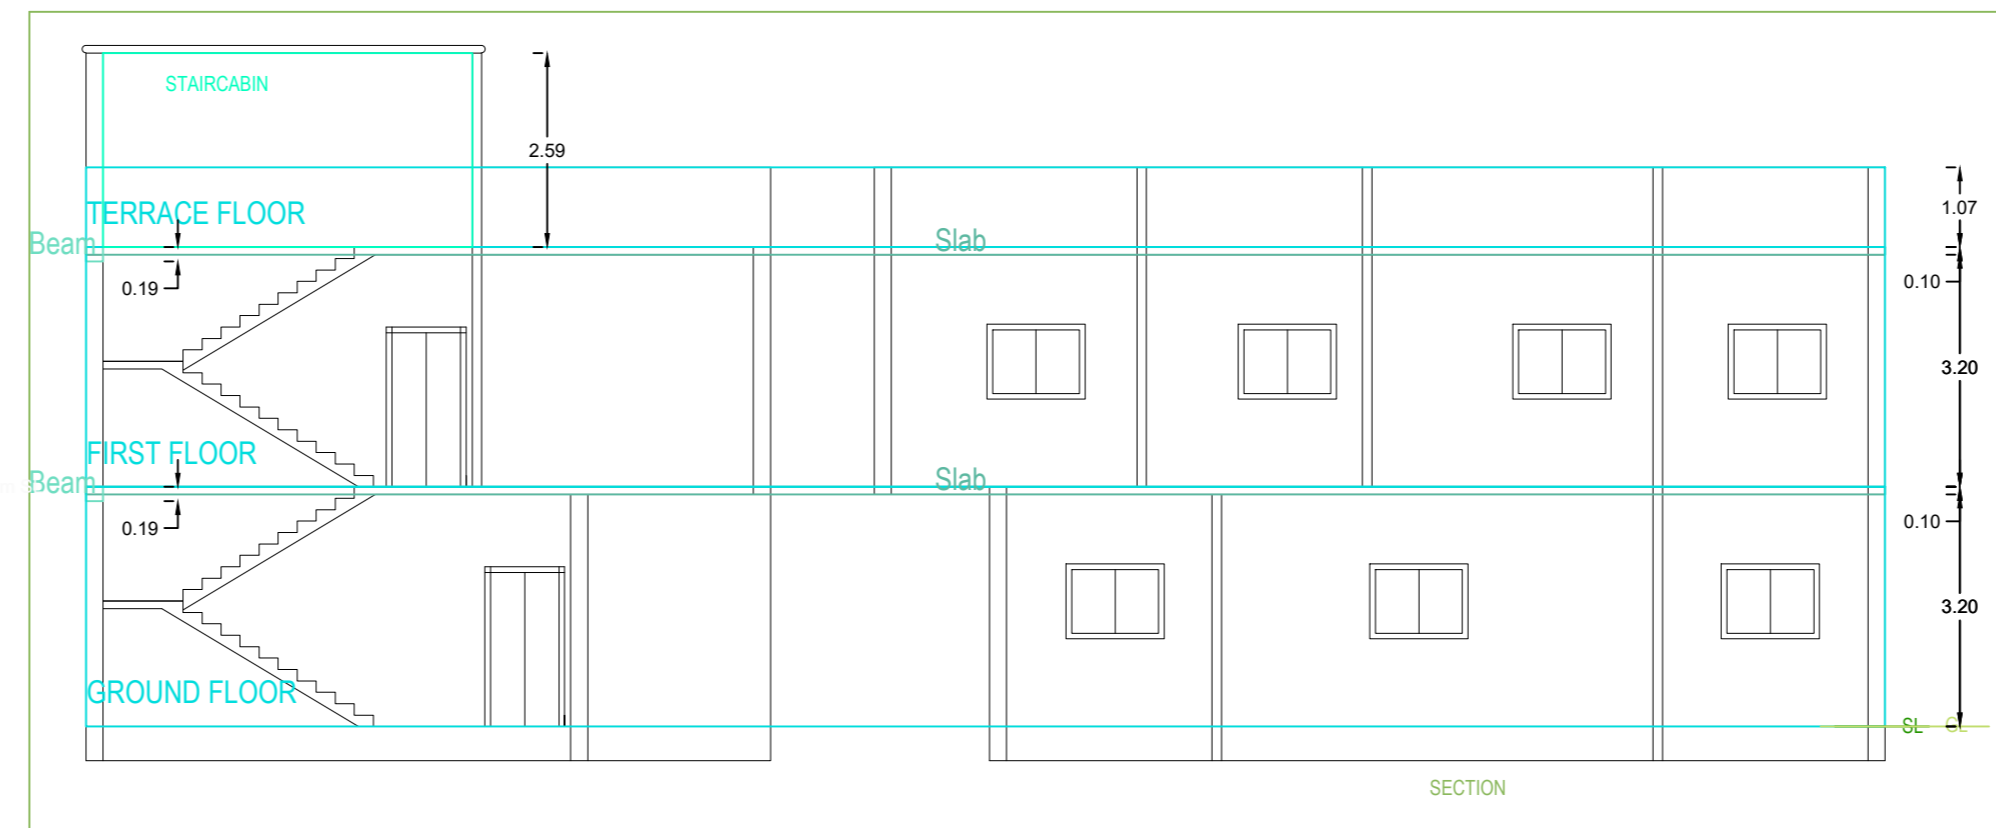 STAIRCABIN
2.59
1.07
TERRACE FLOOR
Beam
Slab
0.19
0.10
3.20
FIRST FLOOR
Beam
Slab
0.19
0.10
3.20
GROUND FLOOR
SL GL
SECTION